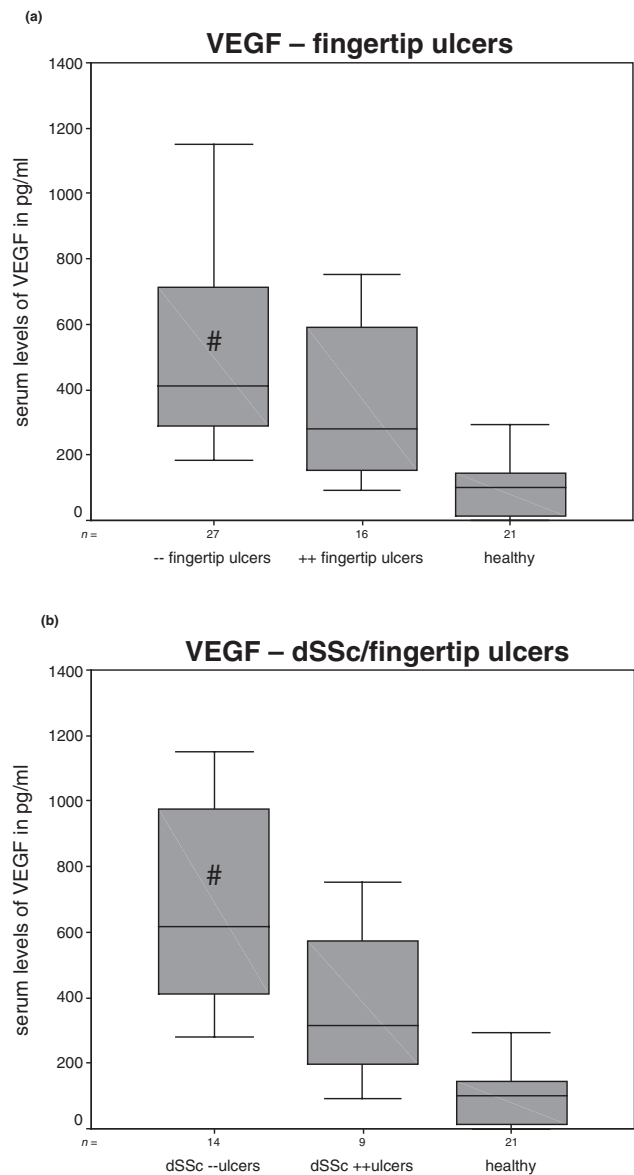 (a)
VEGF – fingertip ulcers
1400
1200
1000
800
600
400
200
0
serum levels of VEGF in pg/ml
#
n = 27 16 21
-- fingertip ulcers ++ fingertip ulcers healthy
(b)
VEGF – dSSc/fingertip ulcers
1400
1200
1000
800
600
400
200
0
serum levels of VEGF in pg/ml
#
n = 14 9 21
dSSc --ulcers dSSc ++ulcers healthy